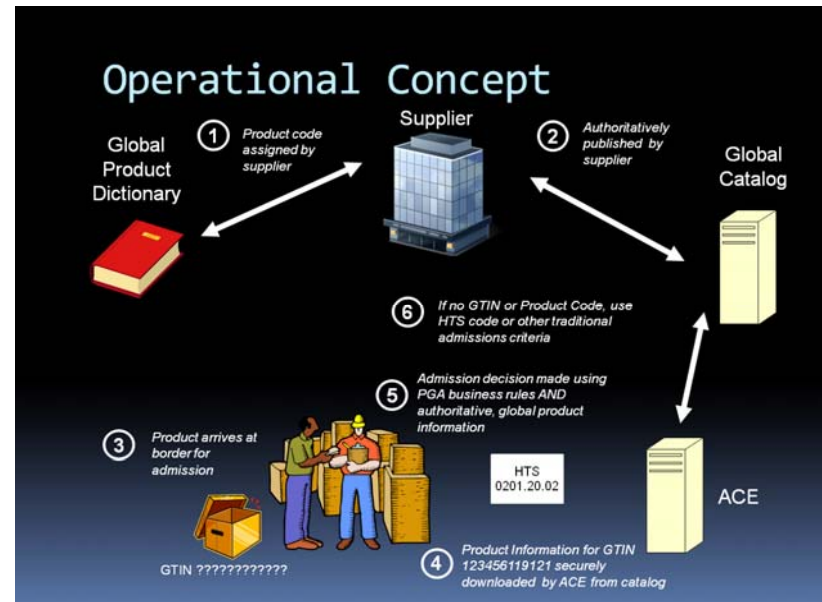 Operational Concept
Global
Product
Dictionary
1
Product code
assigned by
supplier
Supplier
2
Authoritatively
published by
supplier
Global
Catalog
6
If no GTIN or Product Code, use
HTS code or other traditional
admissions criteria
5
Admission decision made using
PGA business rules AND
authoritative, global product
information
3
Product arrives at
border for
admission
HTS
0201.20.02
ACE
GTIN ????????????
4
Product Information for GTIN
123456119121 securely
downloaded by ACE from catalog